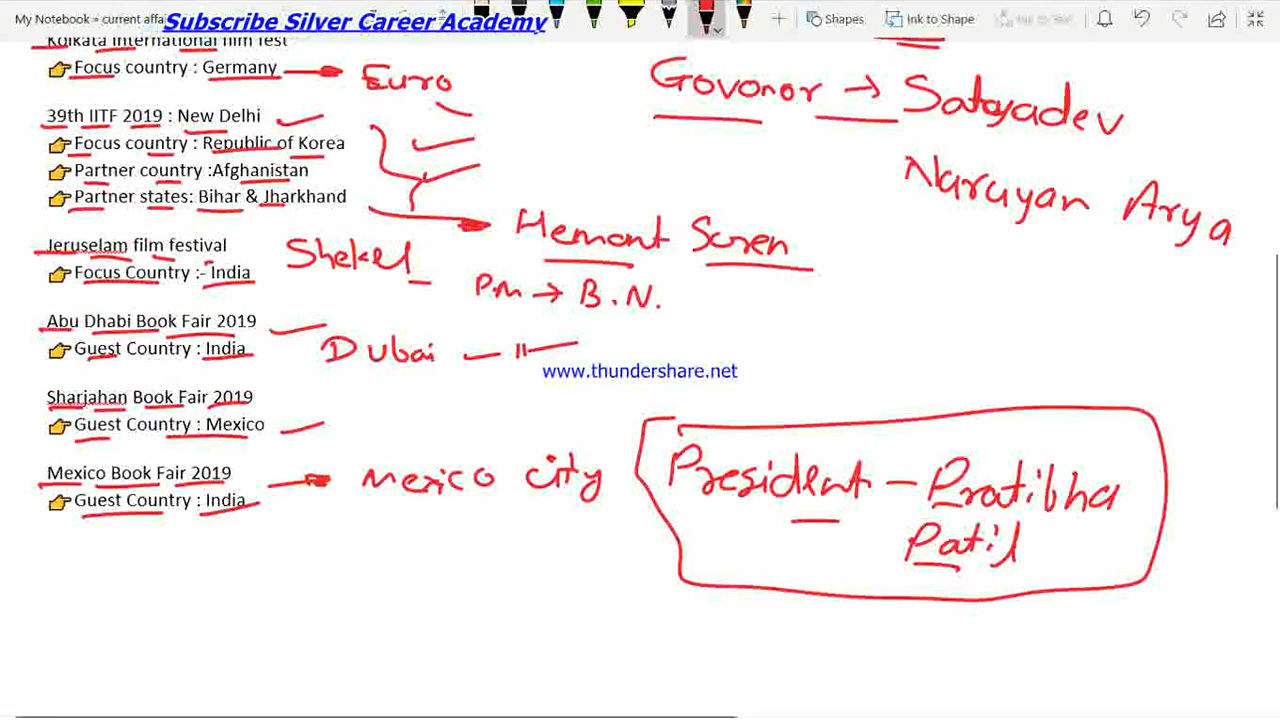 My Notebook » current affai
Subscribe Silver Career Academy
Shapes
Ink to Shape
Kolkata International film fest
👉 Focus country : Germany
Euro
Govonor → Satyadev
Narayan Arya
39th IITF 2019 : New Delhi
👉 Focus country : Republic of Korea
👉 Partner country :Afghanistan
👉 Partner states: Bihar & Jharkhand
Hemant Soren
Jeruselam film festival
👉 Focus Country :- India
Shekel
P.M → B.N.
Abu Dhabi Book Fair 2019
👉 Guest Country : India
Dubai
www.thundershare.net
Sharjahan Book Fair 2019
👉 Guest Country : Mexico
Mexico Book Fair 2019
👉 Guest Country : India
Mexico city
President - Pratibha
Patil